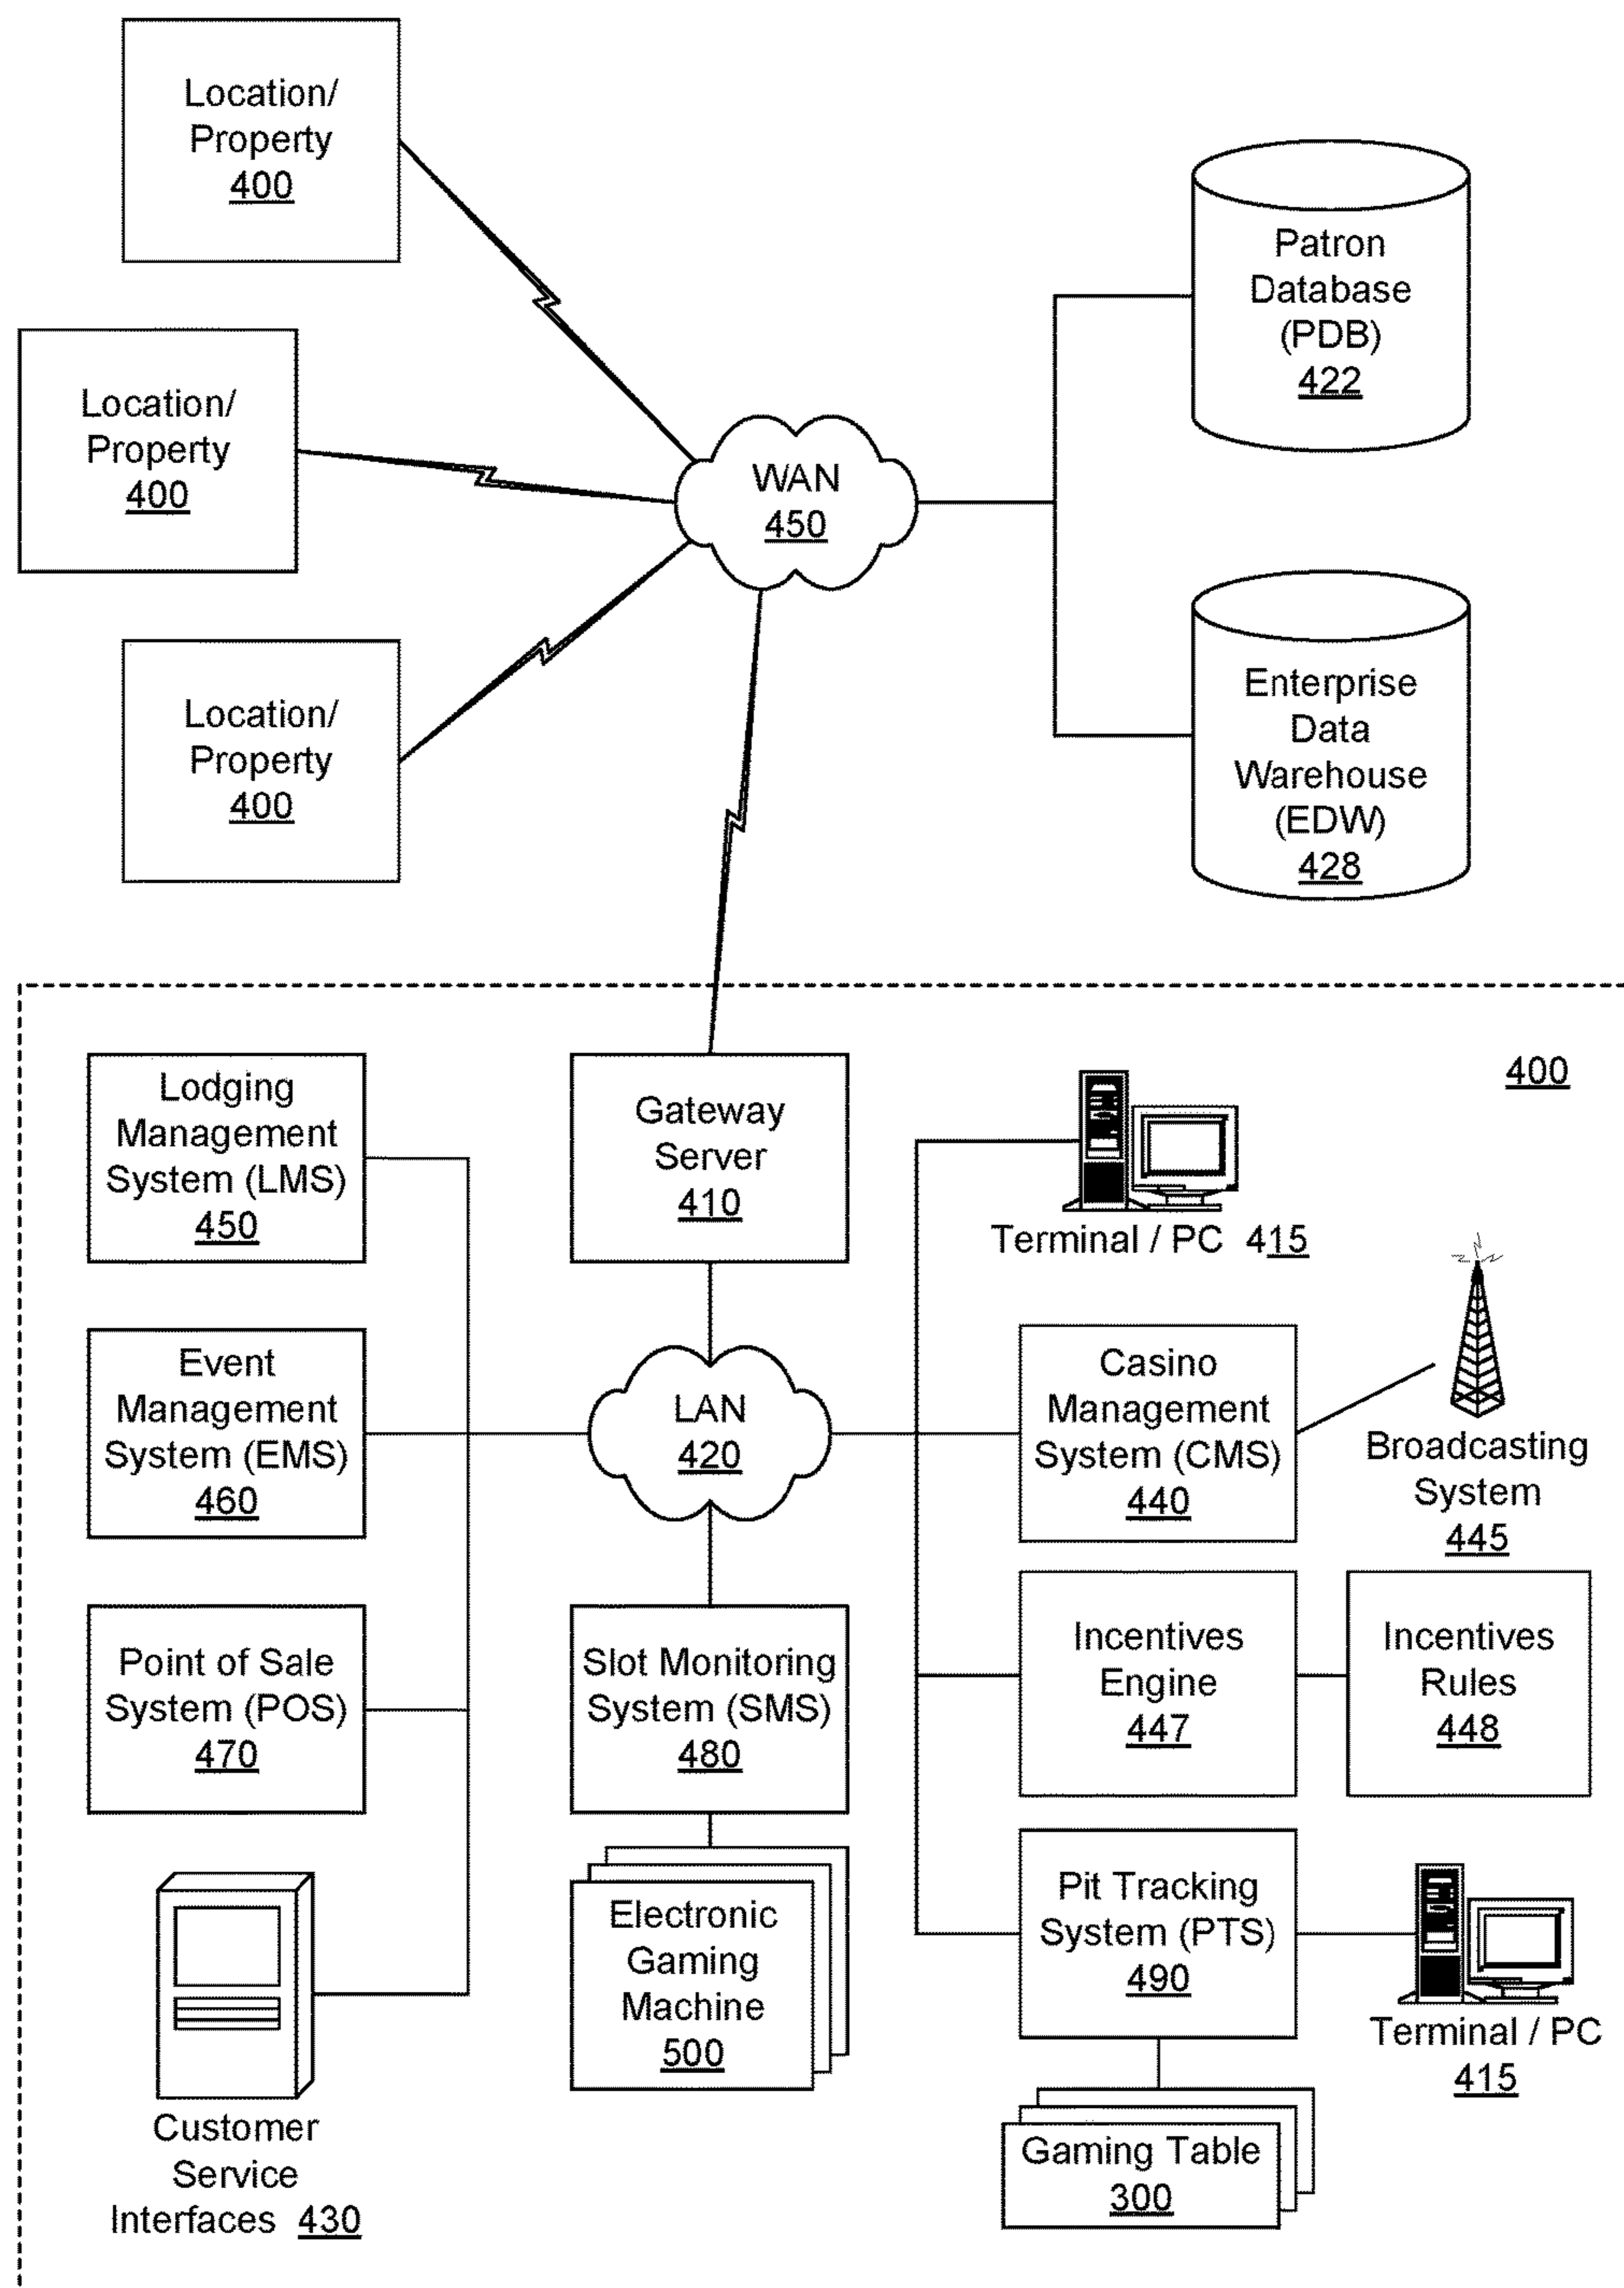 Location/
Property
400
Location/
Property
400
Location/
Property
400
WAN
450
Patron
Database
(PDB)
422
Enterprise
Data
Warehouse
(EDW)
428
400
Lodging
Management
System (LMS)
450
Event
Management
System (EMS)
460
Point of Sale
System (POS)
470
Customer
Service
Interfaces 430
Gateway
Server
410
LAN
420
Slot Monitoring
System (SMS)
480
Electronic
Gaming
Machine
500
Terminal / PC 415
Casino
Management
System (CMS)
440
Broadcasting
System
445
Incentives
Engine
447
Incentives
Rules
448
Pit Tracking
System (PTS)
490
Terminal / PC
415
Gaming Table
300